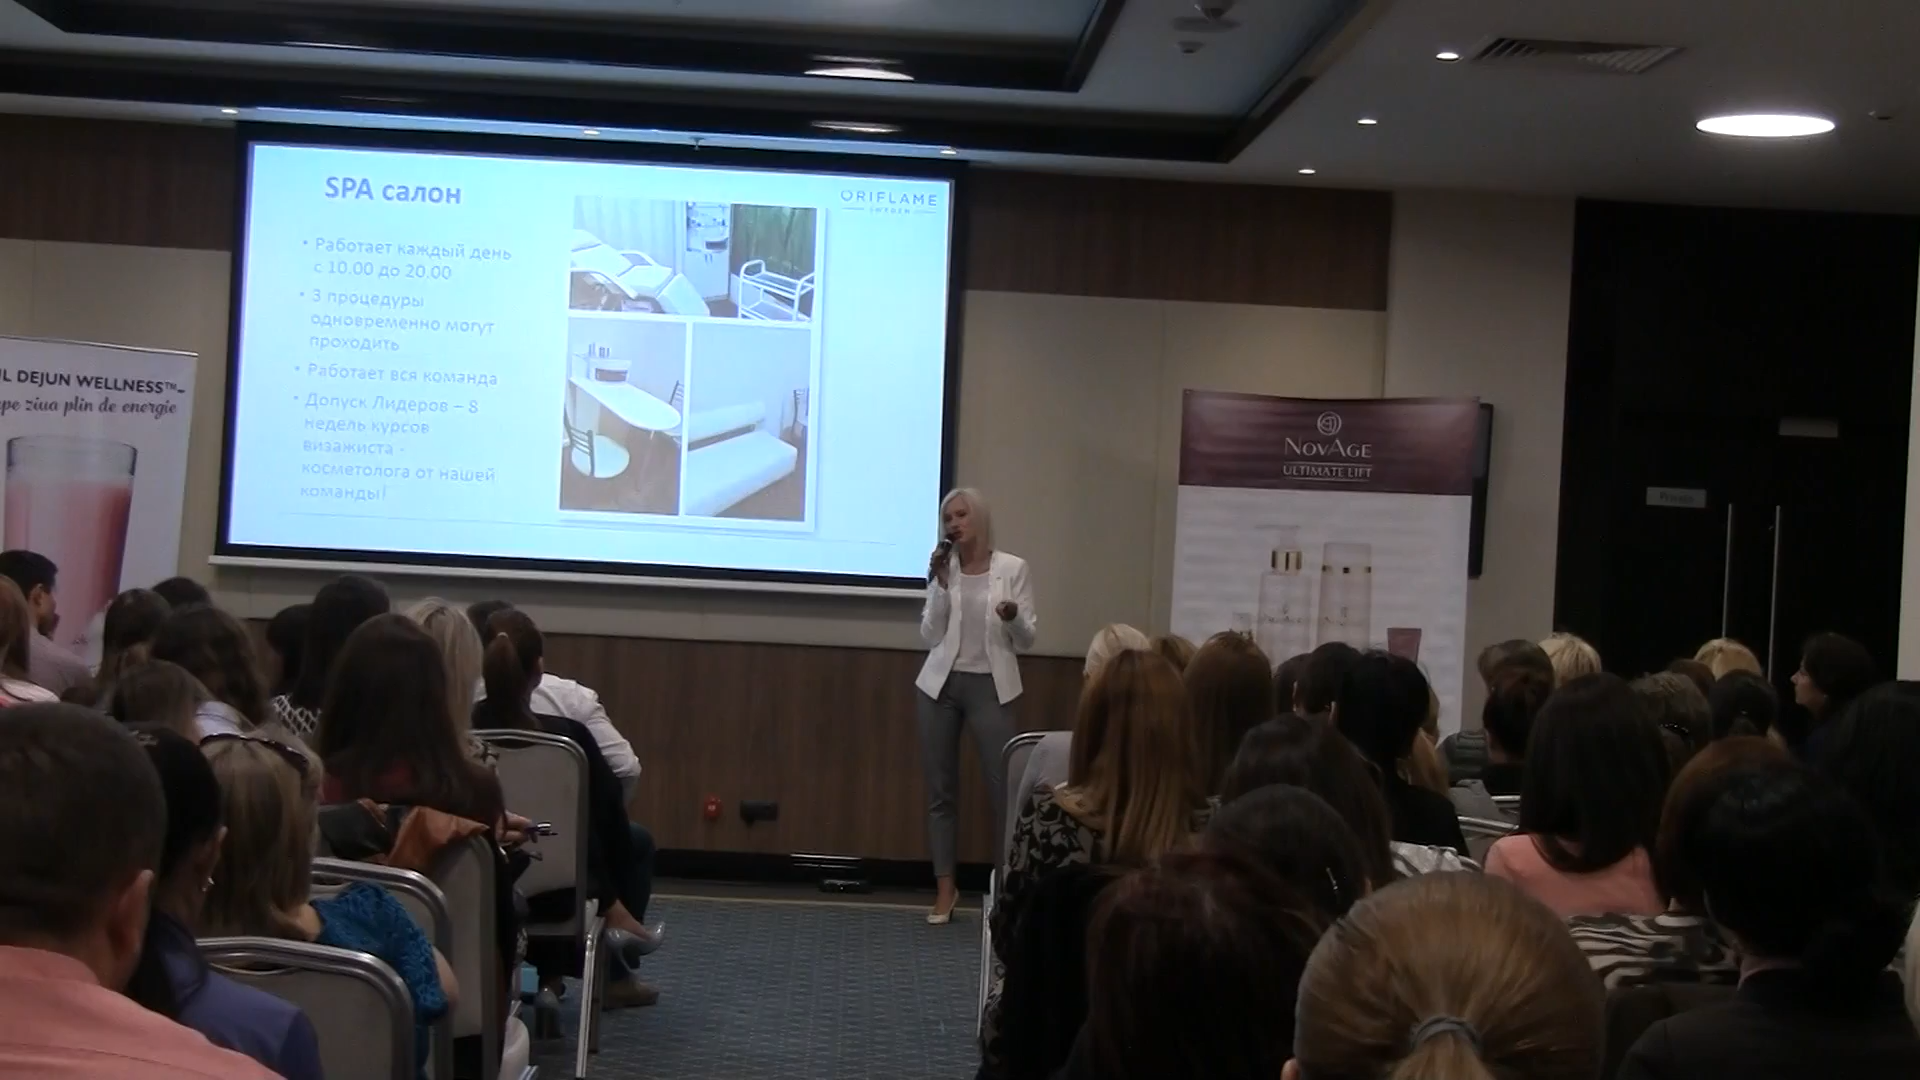 SPA салон
ORIFLAME
SWEDEN
• Работает каждый день
с 10.00 до 20.00
• 3 процедуры
одновременно могут
проходить
• Работает вся команда
• Допуск Лидеров – 8
недель курсов
визажиста -
косметолога от нашей
команды!
L DEJUN WELLNESS™
pe ziua plin de energie
NOVAGE
ULTIMATE LIFT